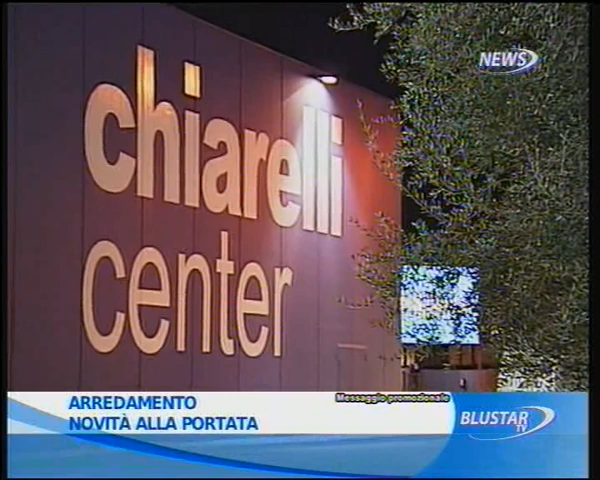 NEWS
chiarelli
center
Messaggio promozionale
ARREDAMENTO
NOVITÀ ALLA PORTATA
BLUSTAR
TV